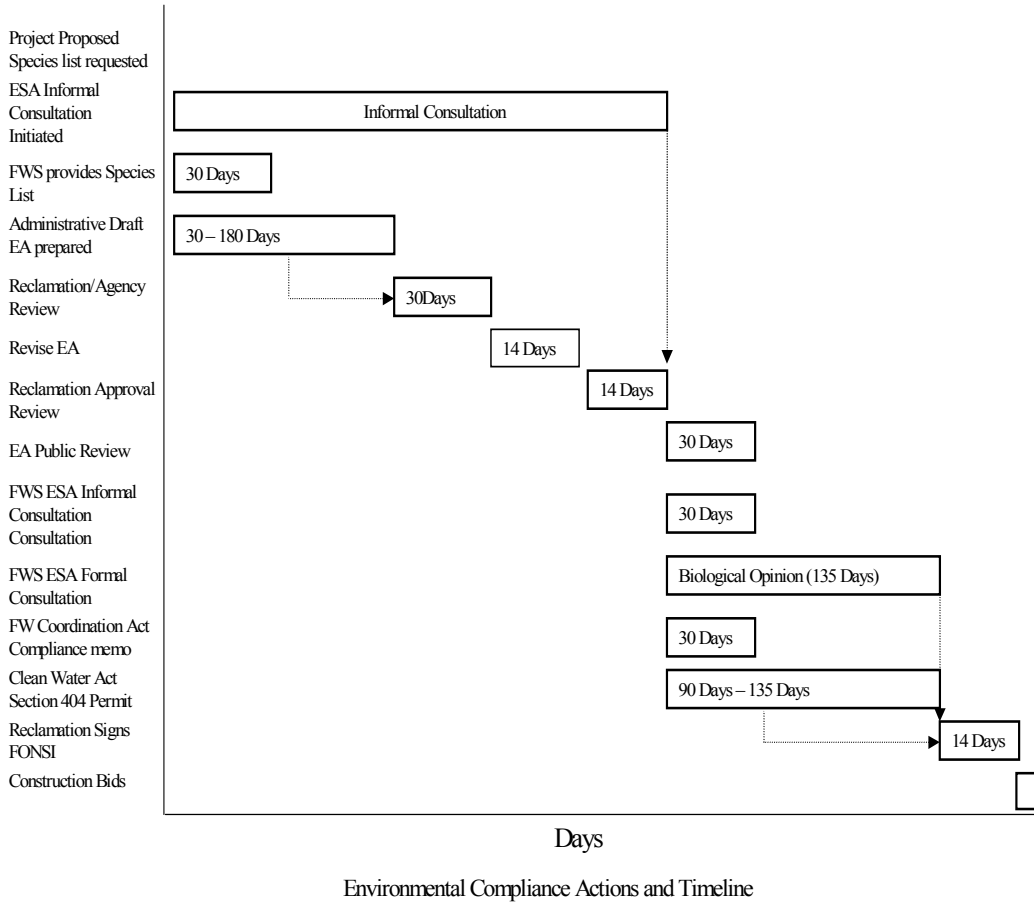 Project Proposed
Species list requested
ESA Informal
Consultation
Initiated
Informal Consultation
FWS provides Species
List
30 Days
Administrative Draft
EA prepared
30 – 180 Days
Reclamation/Agency
Review
30Days
Revise EA
14 Days
Reclamation Approval
Review
14 Days
EA Public Review
30 Days
FWS ESA Informal
Consultation
Consultation
30 Days
FWS ESA Formal
Consultation
Biological Opinion (135 Days)
FW Coordination Act
Compliance memo
30 Days
Clean Water Act
Section 404 Permit
90 Days – 135 Days
Reclamation Signs
FONSI
14 Days
Construction Bids
Days
Environmental Compliance Actions and Timeline